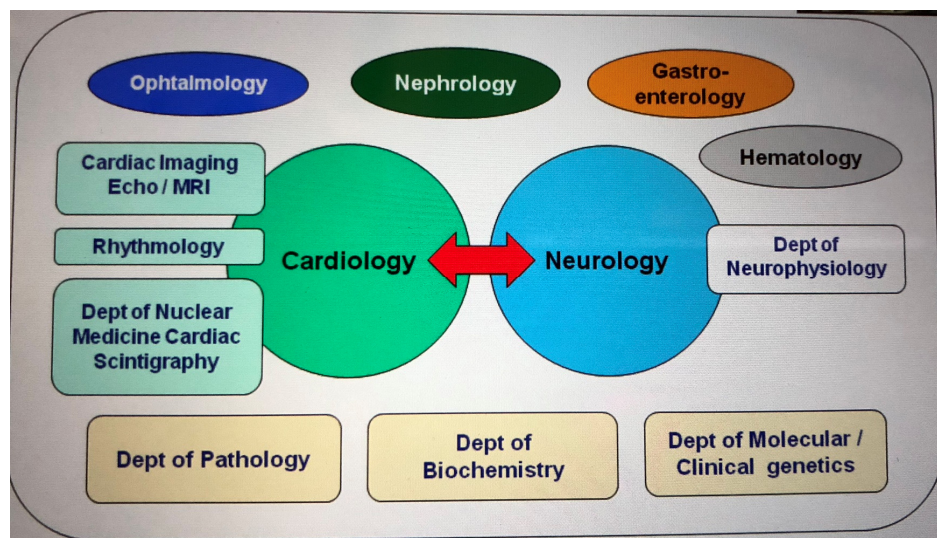 Ophtalmology
Nephrology
Gastro-
enterology
Hematology
Cardiac Imaging
Echo / MRI
Rhythmology
Dept of Nuclear
Medicine Cardiac
Scintigraphy
Cardiology
Neurology
Dept of
Neurophysiology
Dept of Pathology
Dept of
Biochemistry
Dept of Molecular /
Clinical genetics